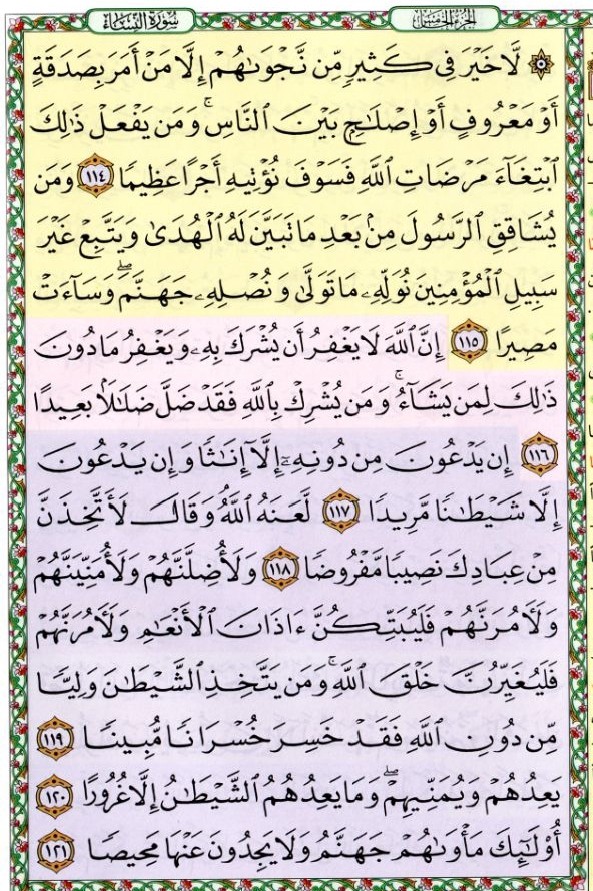 الجزء الخامس
سورة النساء
۞ لَّا خَيْرَ فِي كَثِيرٍ مِّن نَّجْوَىٰهُمْ إِلَّا مَنْ أَمَرَ بِصَدَقَةٍ
أَوْ مَعْرُوفٍ أَوْ إِصْلَٰحٍۭ بَيْنَ ٱلنَّاسِۚ وَمَن يَفْعَلْ ذَٰلِكَ
ٱبْتِغَآءَ مَرْضَاتِ ٱللَّهِ فَسَوْفَ نُؤْتِيهِ أَجْرًا عَظِيمًا ١١٤ وَمَن
يُشَاقِقِ ٱلرَّسُولَ مِنۢ بَعْدِ مَا تَبَيَّنَ لَهُ ٱلْهُدَىٰ وَيَتَّبِعْ غَيْرَ
سَبِيلِ ٱلْمُؤْمِنِينَ نُوَلِّهِۦ مَا تَوَلَّىٰ وَنُصْلِهِۦ جَهَنَّمَۖ وَسَآءَتْ
مَصِيرًا ١١٥ إِنَّ ٱللَّهَ لَا يَغْفِرُ أَن يُشْرَكَ بِهِۦ وَيَغْفِرُ مَا دُونَ
ذَٰلِكَ لِمَن يَشَآءُۚ وَمَن يُشْرِكْ بِٱللَّهِ فَقَدْ ضَلَّ ضَلَٰلًۢا بَعِيدًا
١١٦ إِن يَدْعُونَ مِن دُونِهِۦٓ إِلَّآ إِنَٰثًا وَإِن يَدْعُونَ
إِلَّا شَيْطَٰنًا مَّرِيدًا ١١٧ لَّعَنَهُ ٱللَّهُۘ وَقَالَ لَأَتَّخِذَنَّ
مِنْ عِبَادِكَ نَصِيبًا مَّفْرُوضًا ١١٨ وَلَأُضِلَّنَّهُمْ وَلَأُمَنِّيَنَّهُمْ
وَلَءَامُرَنَّهُمْ فَلَيُبَتِّكُنَّ ءَاذَانَ ٱلْأَنْعَٰمِ وَلَءَامُرَنَّهُمْ
فَلَيُغَيِّرُنَّ خَلْقَ ٱللَّهِۚ وَمَن يَتَّخِذِ ٱلشَّيْطَٰنَ وَلِيًّا
مِّن دُونِ ٱللَّهِ فَقَدْ خَسِرَ خُسْرَانًا مُّبِينًا ١١٩
يَعِدُهُمْ وَيُمَنِّيهِمْۖ وَمَا يَعِدُهُمُ ٱلشَّيْطَٰنُ إِلَّا غُرُورًا ١٢٠
أُو۟لَٰٓئِكَ مَأْوَىٰهُمْ جَهَنَّمُ وَلَا يَجِدُونَ عَنْهَا مَحِيصًا ١٢١